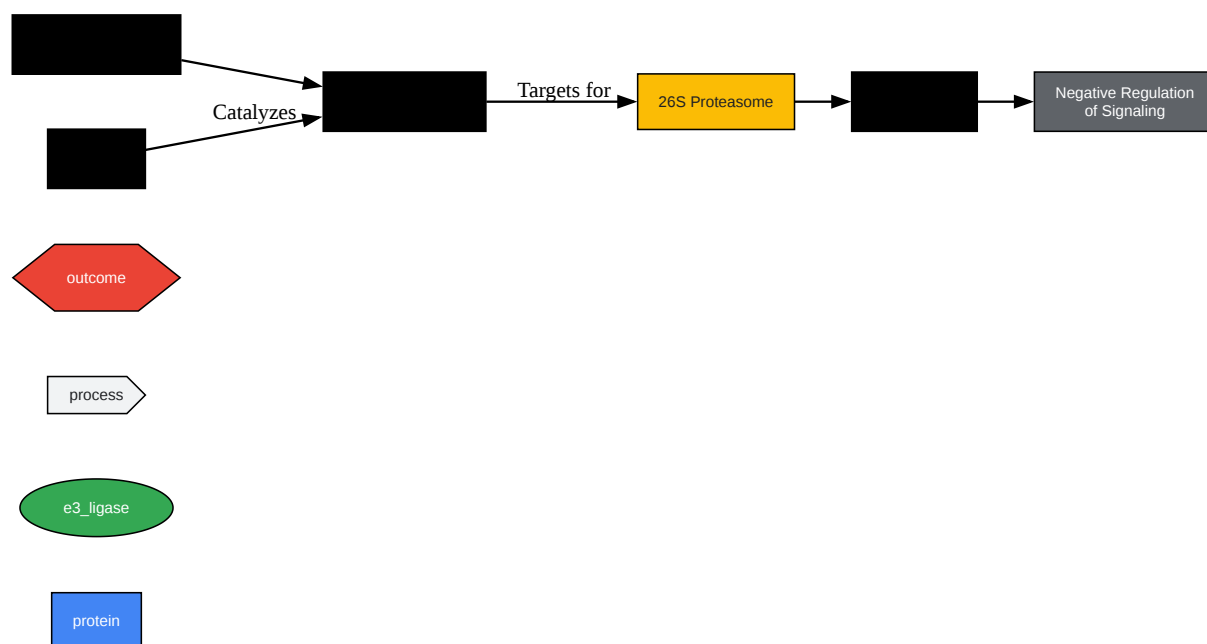 Catalyzes
Targets for
26S Proteasome
Negative Regulation
of Signaling
outcome
process
e3_ligase
protein